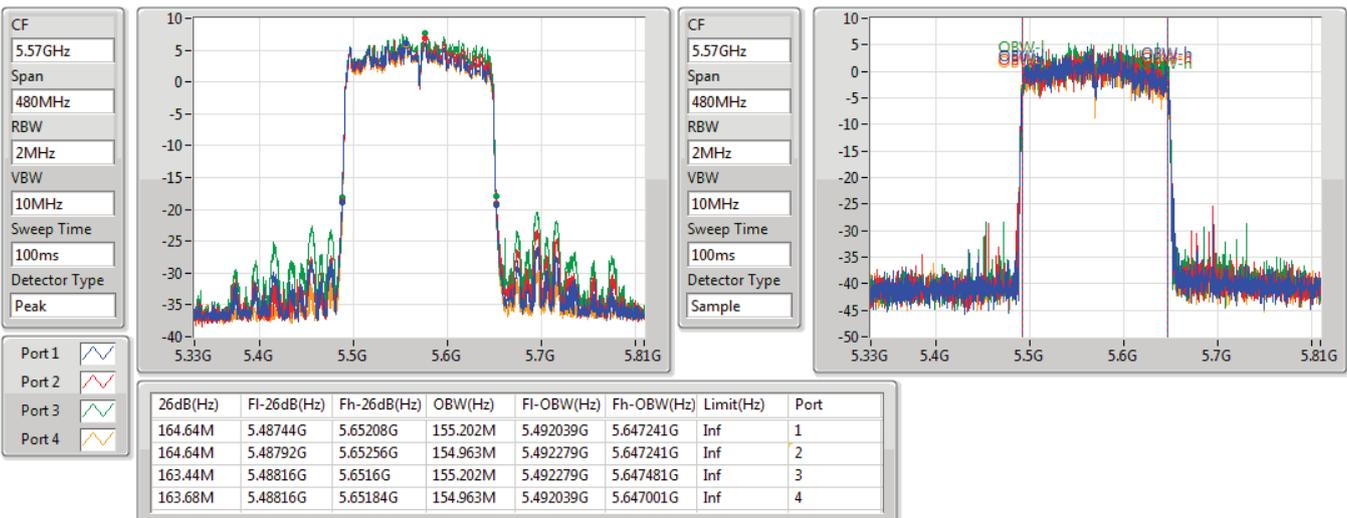 CF
5.57GHz
Span
480MHz
RBW
2MHz
VBW
10MHz
Sweep Time
100ms
Detector Type
Peak
10
5
0
-5
-10
-15
-20
-25
-30
-35
-40
5.33G 5.4G 5.5G 5.6G 5.7G 5.81G
CF
5.57GHz
Span
480MHz
RBW
2MHz
VBW
10MHz
Sweep Time
100ms
Detector Type
Sample
10
5
0
-5
-10
-15
-20
-25
-30
-35
-40
-45
-50
OBW-l
OBW-h
5.33G 5.4G 5.5G 5.6G 5.7G 5.81G
Port 1
Port 2
Port 3
Port 4
26dB(Hz) Fl-26dB(Hz) Fh-26dB(Hz) OBW(Hz) Fl-OBW(Hz) Fh-OBW(Hz) Limit(Hz) Port
164.64M 5.48744G 5.65208G 155.202M 5.492039G 5.647241G Inf 1
164.64M 5.48792G 5.65256G 154.963M 5.492279G 5.647241G Inf 2
163.44M 5.48816G 5.6516G 155.202M 5.492279G 5.647481G Inf 3
163.68M 5.48816G 5.65184G 154.963M 5.492039G 5.647001G Inf 4